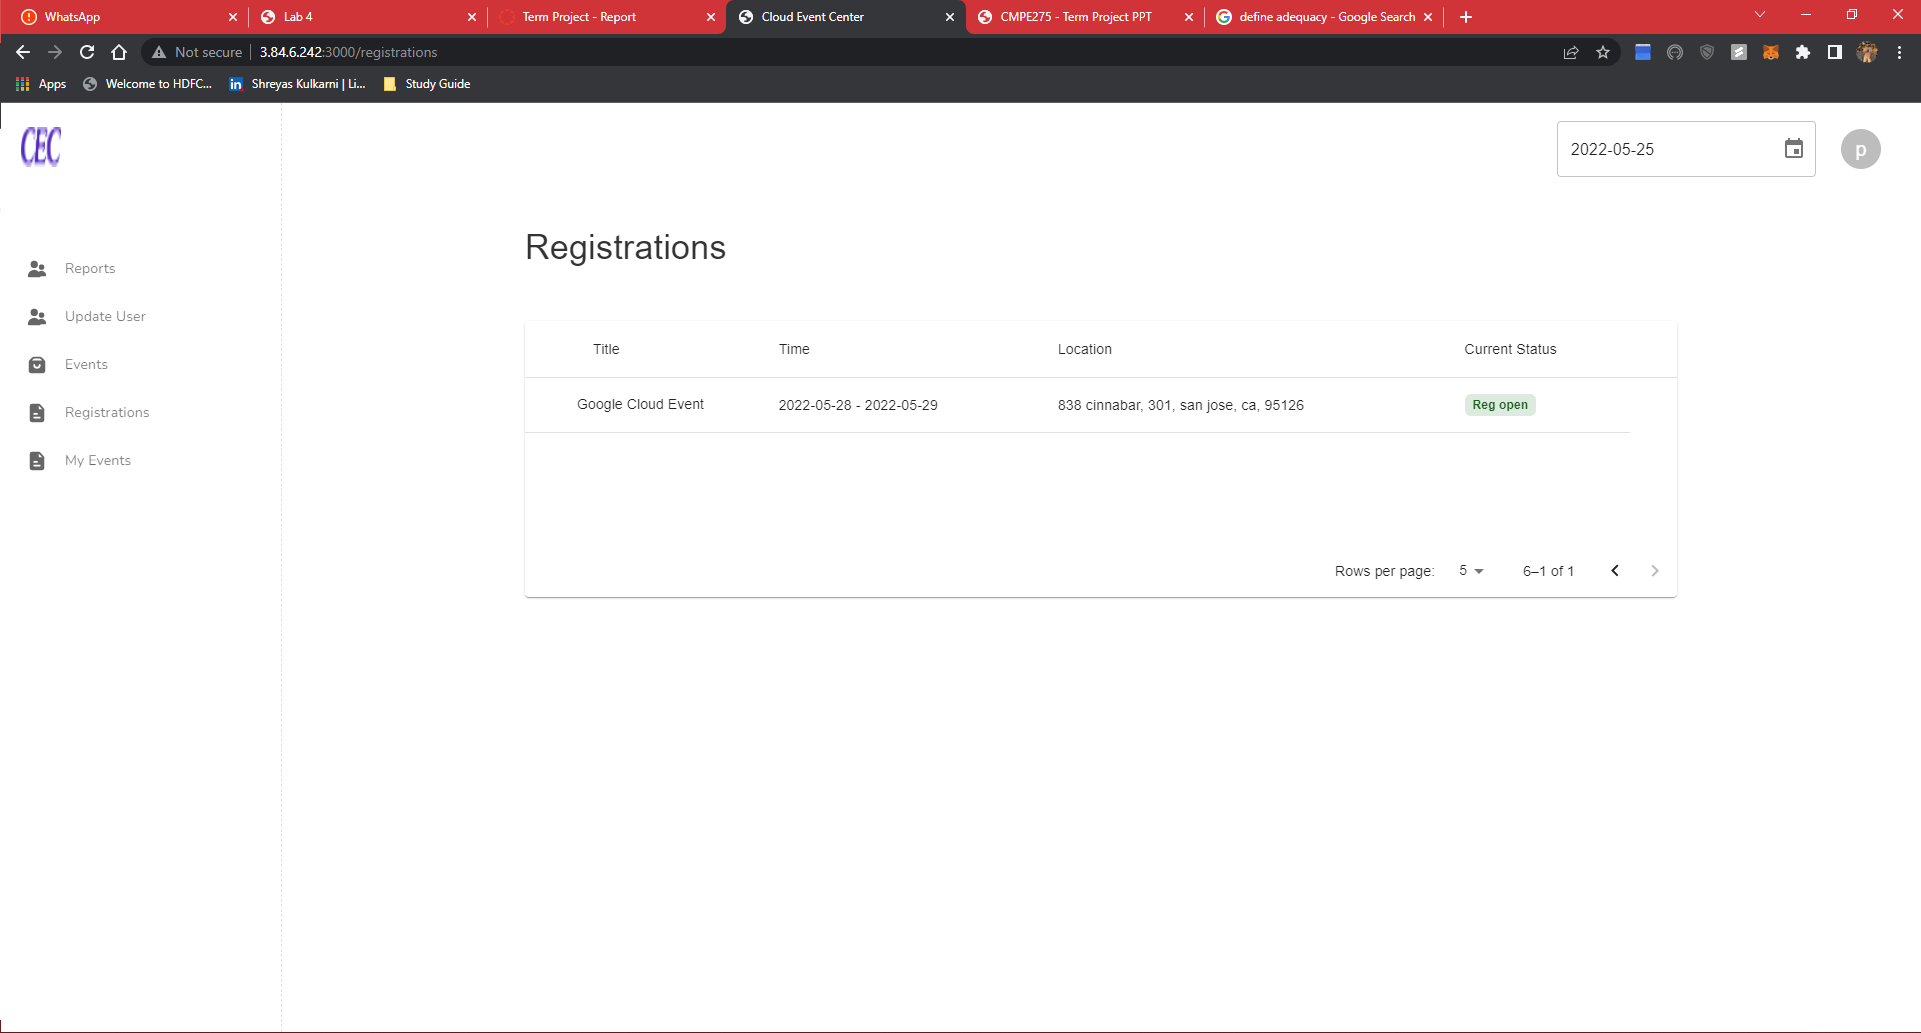 WhatsApp
Lab 4
Term Project - Report
Cloud Event Center
CMPE275 - Term Project PPT
define adequacy - Google Search
Not secure
3.84.6.242:3000/registrations
Apps
Welcome to HDFC...
Shreyas Kulkarni | Li...
Study Guide
CEC
2022-05-25
p
Reports
Update User
Events
Registrations
My Events
Registrations
Title Time Location Current Status
Google Cloud Event 2022-05-28 - 2022-05-29 838 cinnabar, 301, san jose, ca, 95126 Reg open
Rows per page: 5 6–1 of 1